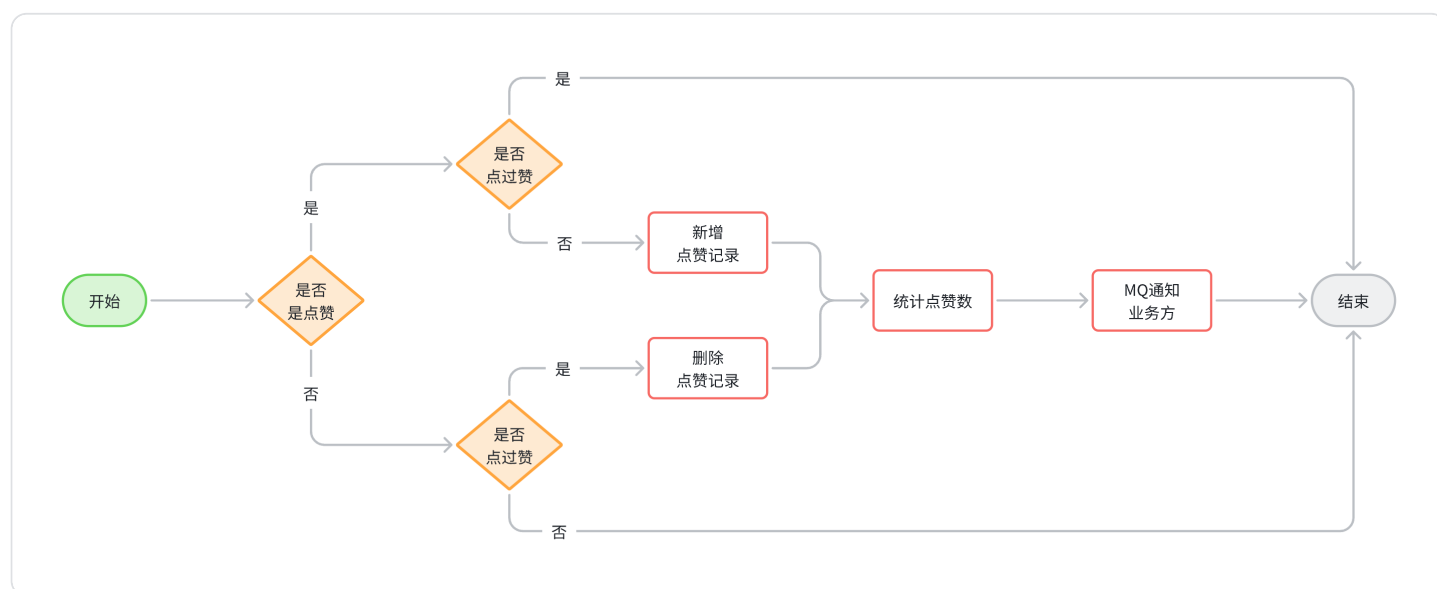 是
是否
点过赞
是
否
新增
点赞记录
开始
是否
是点赞
统计点赞数
MQ通知
业务方
结束
是
删除
点赞记录
否
是否
点过赞
否